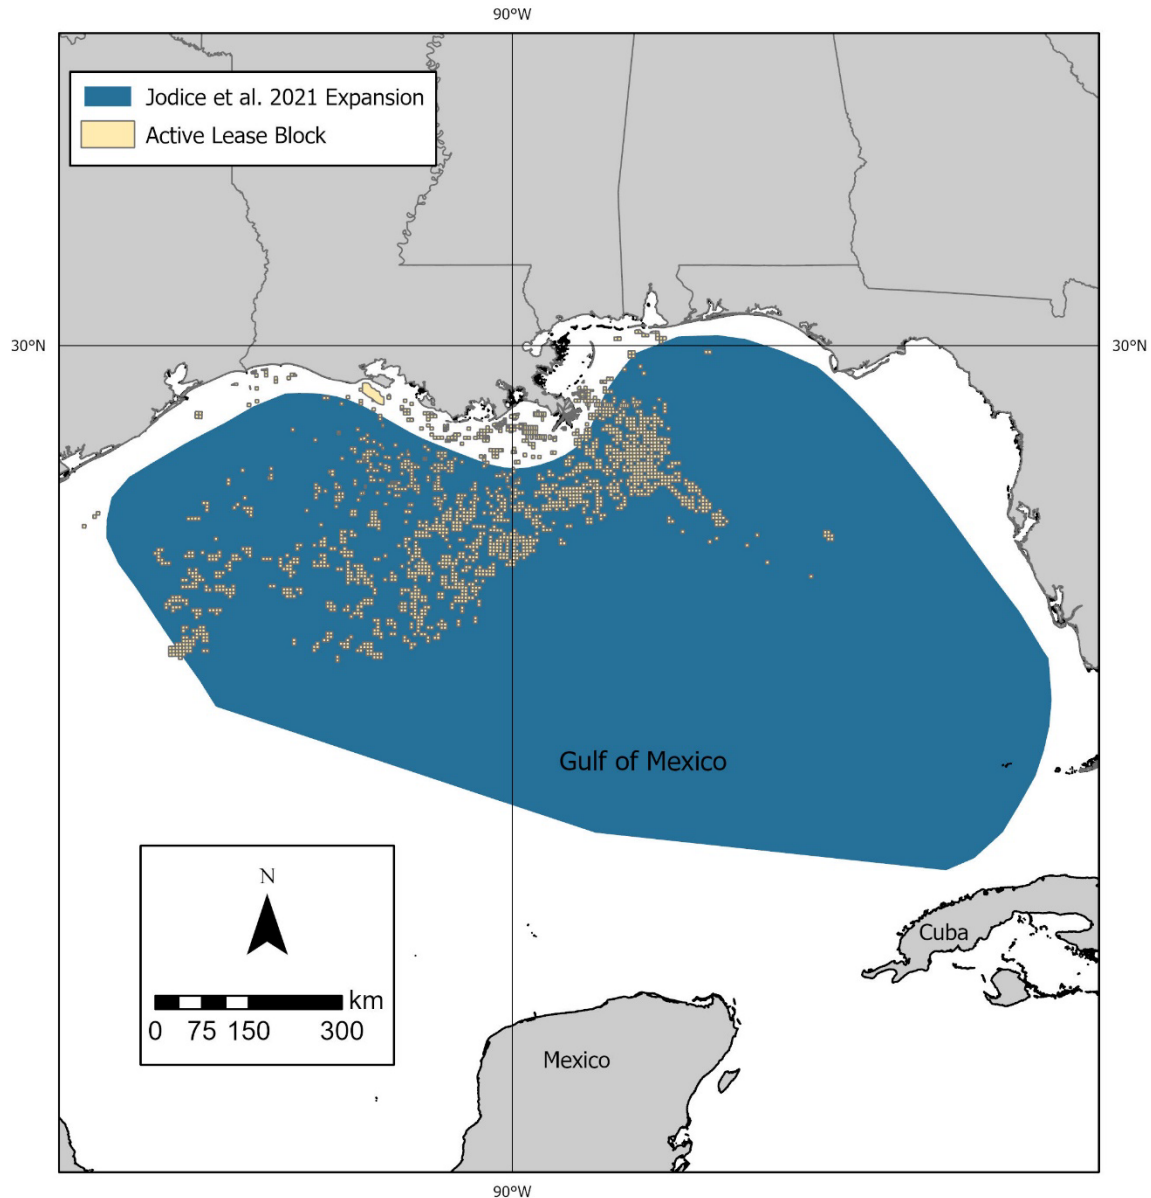 90°W
Jodice et al. 2021 Expansion
Active Lease Block
30°N
30°N
Gulf of Mexico
N
km
0 75 150 300
Cuba
Mexico
90°W